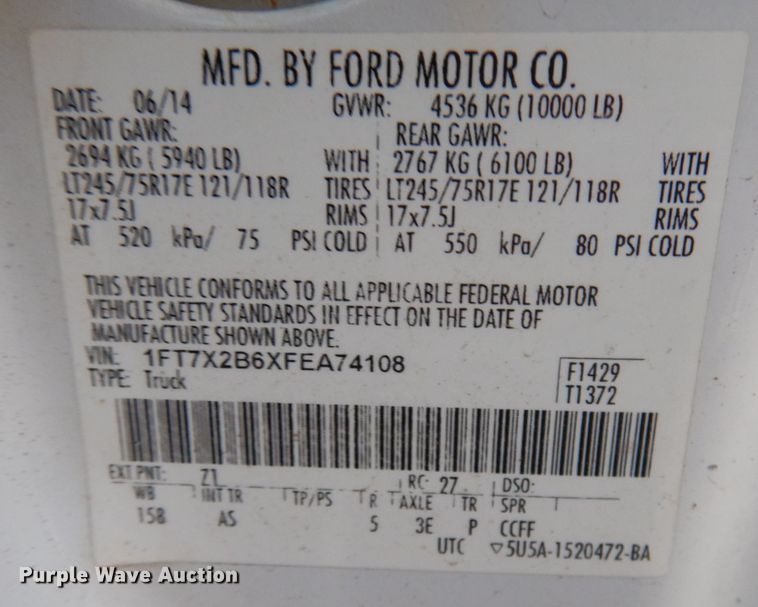 MFD. BY FORD MOTOR CO.
DATE: 06/14 GVWR: 4536 KG (10000 LB)
FRONT GAWR: REAR GAWR:
2694 KG ( 5940 LB) WITH 2767 KG ( 6100 LB) WITH
LT245/75R17E 121/118R TIRES LT245/75R17E 121/118R TIRES
17x7.5J RIMS 17x7.5J RIMS
AT 520 kPa/ 75 PSI COLD AT 550 kPa/ 80 PSI COLD
THIS VEHICLE CONFORMS TO ALL APPLICABLE FEDERAL MOTOR
VEHICLE SAFETY STANDARDS IN EFFECT ON THE DATE OF
MANUFACTURE SHOWN ABOVE.
VIN: 1FT7X2B6XFEA74108
TYPE: Truck
F1429
T1372
EXT PNT: Z1 RC: 27 DSO:
WB INT TR TP/PS R AXLE TR SPR
158 AS 5 3E P CCFF
UTC ▽5U5A-1520472-BA
Purple Wave Auction